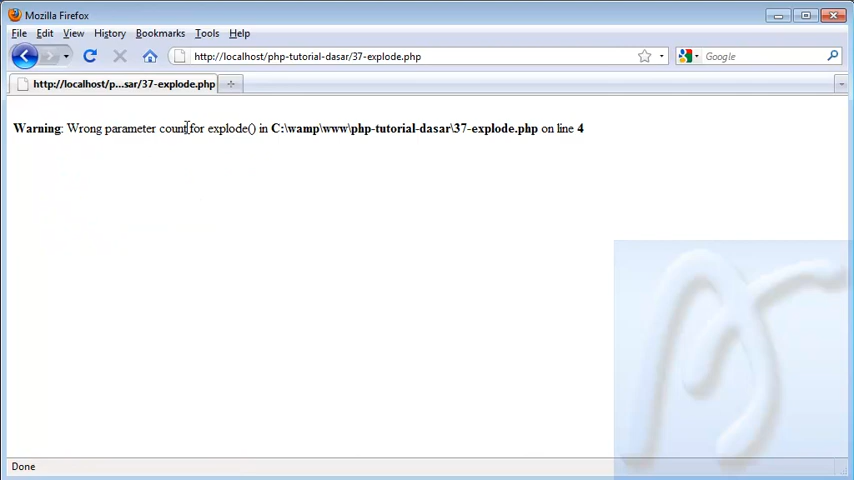 Mozilla Firefox
File Edit View History Bookmarks Tools Help
http://localhost/php-tutorial-dasar/37-explode.php
Google
http://localhost/p...sar/37-explode.php
Warning: Wrong parameter count for explode() in C:\wamp\www\php-tutorial-dasar\37-explode.php on line 4
Done